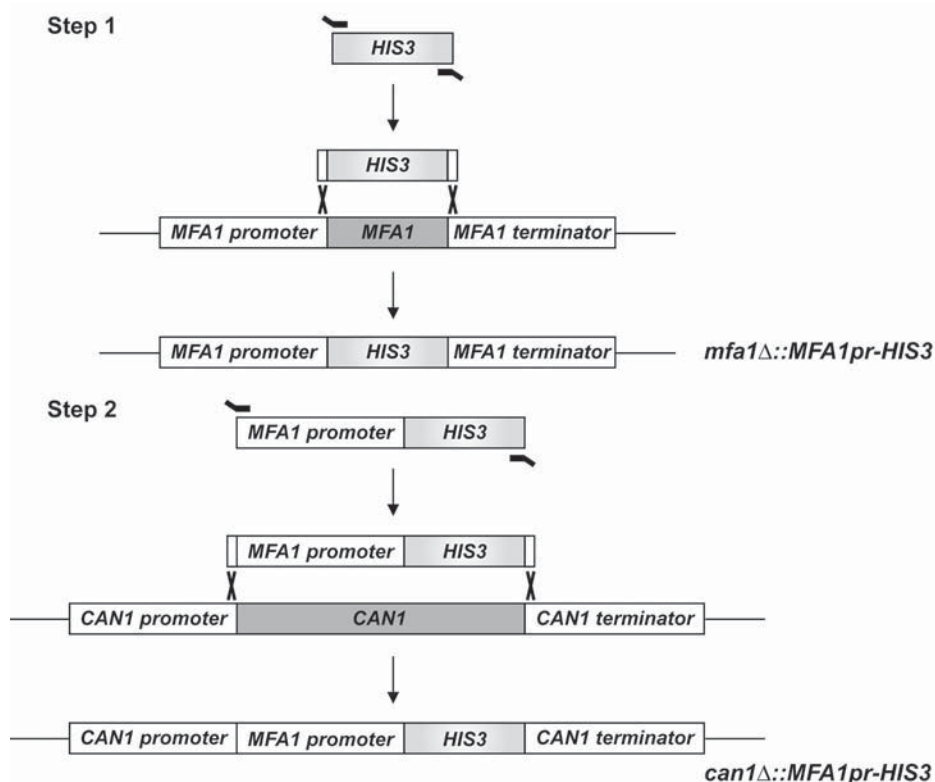 Step 1
HIS3
HIS3
MFA1 promoter MFA1 MFA1 terminator
MFA1 promoter HIS3 MFA1 terminator
mfa1Δ::MFA1pr-HIS3
Step 2
MFA1 promoter HIS3
MFA1 promoter HIS3
CAN1 promoter CAN1 CAN1 terminator
CAN1 promoter MFA1 promoter HIS3 CAN1 terminator
can1Δ::MFA1pr-HIS3